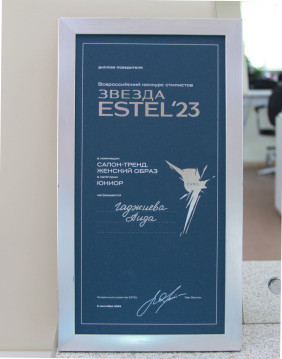 диплом победителя
Всероссийский конкурс стилистов
ЗВЕЗДА
ESTEL'23
в номинации
САЛОН-ТРЕНД.
ЖЕНСКИЙ ОБРАЗ
в категории
ЮНИОР
награждается
Гаджиева
Аида